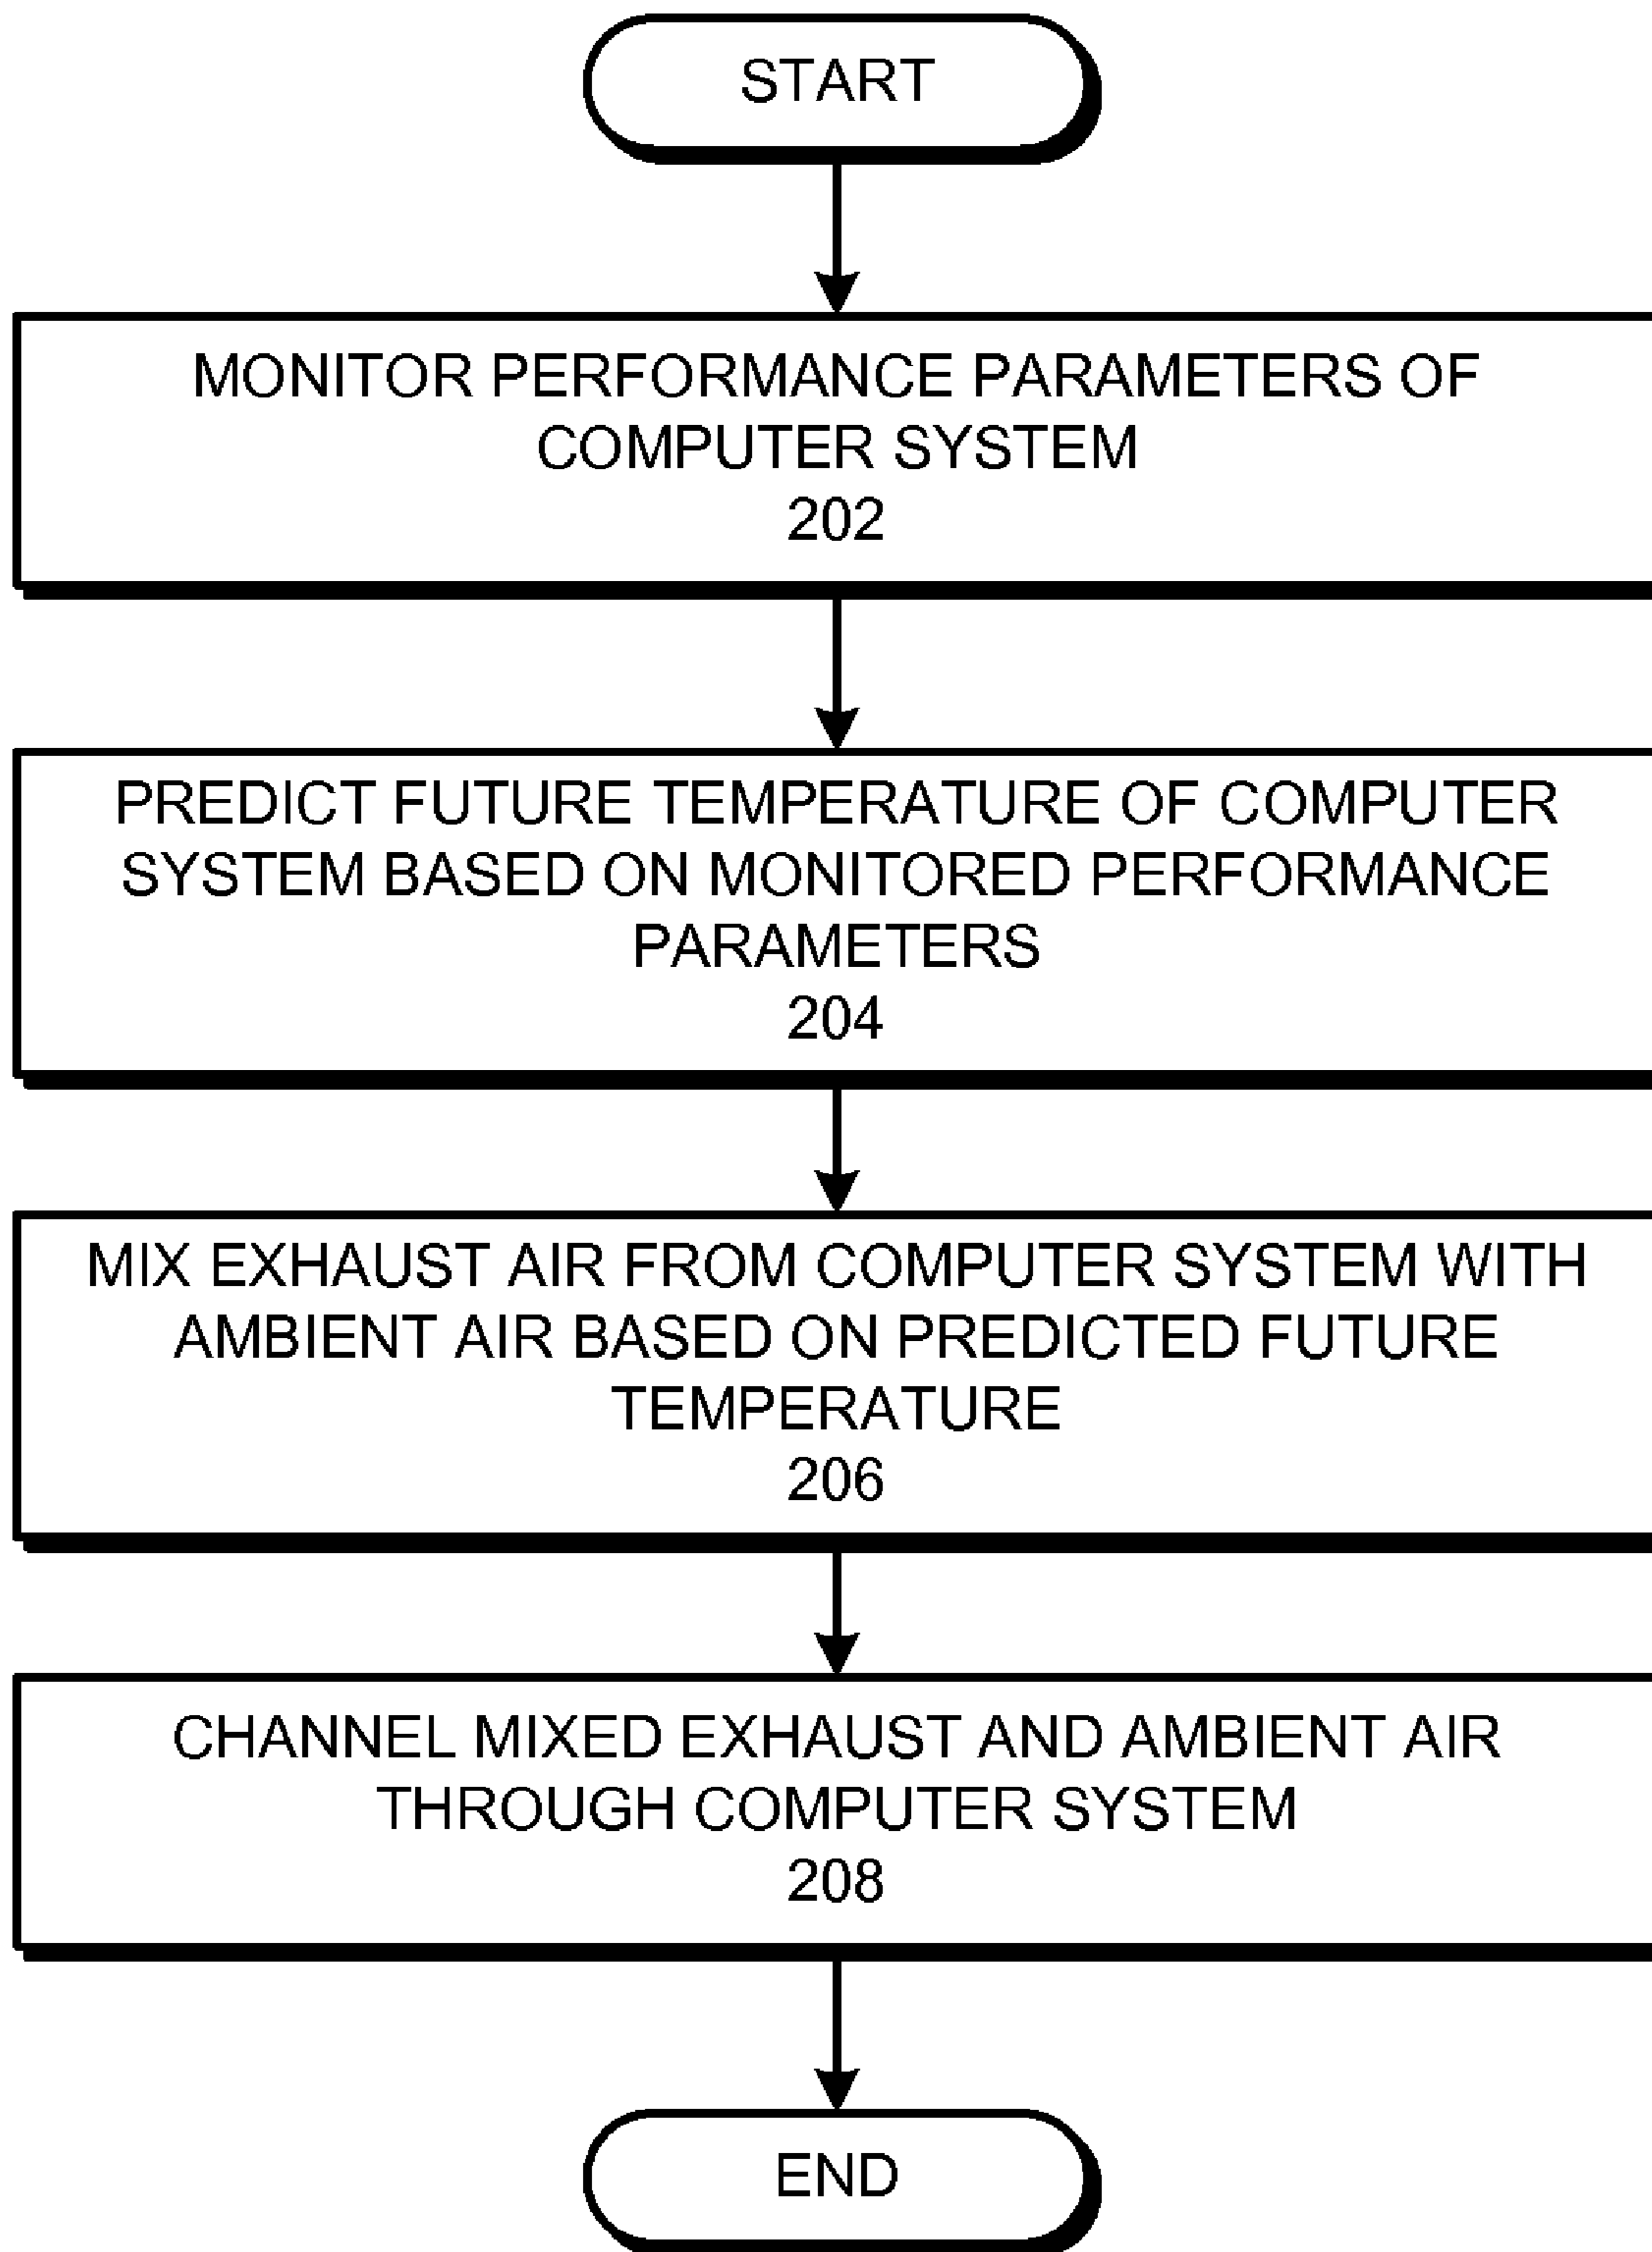 START
MONITOR PERFORMANCE PARAMETERS OF
COMPUTER SYSTEM
202
PREDICT FUTURE TEMPERATURE OF COMPUTER
SYSTEM BASED ON MONITORED PERFORMANCE
PARAMETERS
204
MIX EXHAUST AIR FROM COMPUTER SYSTEM WITH
AMBIENT AIR BASED ON PREDICTED FUTURE
TEMPERATURE
206
CHANNEL MIXED EXHAUST AND AMBIENT AIR
THROUGH COMPUTER SYSTEM
208
END